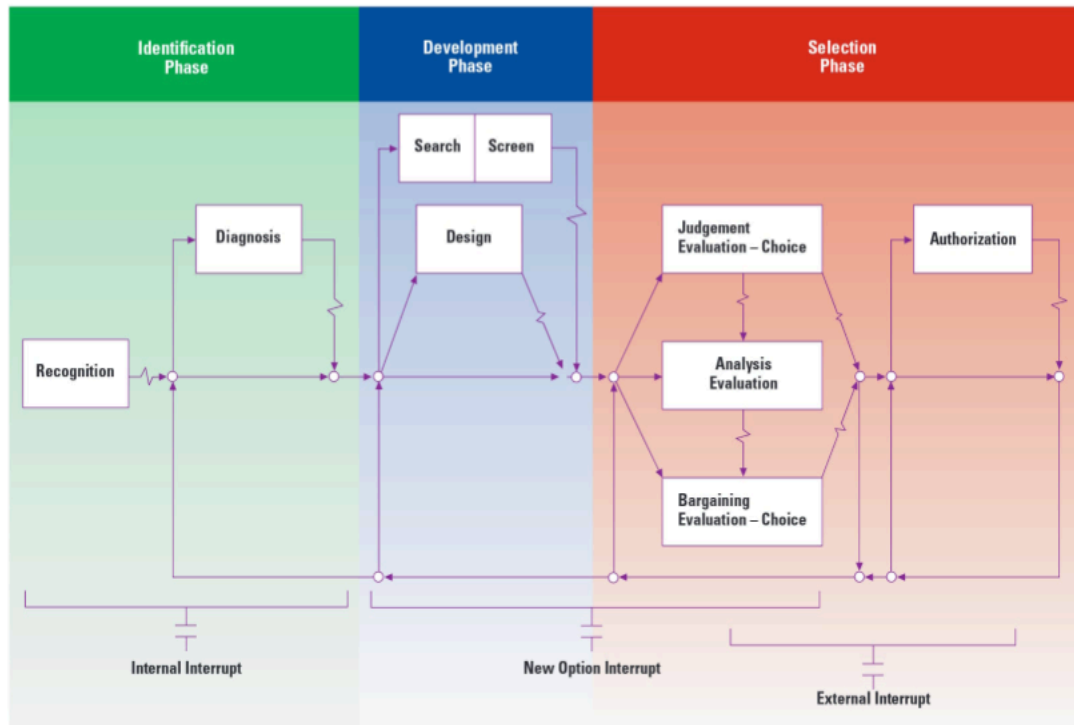 Identification
Phase
Development
Phase
Selection
Phase
Search
Screen
Diagnosis
Design
Judgement
Evaluation – Choice
Authorization
Recognition
Analysis
Evaluation
Bargaining
Evaluation – Choice
Internal Interrupt
New Option Interrupt
External Interrupt